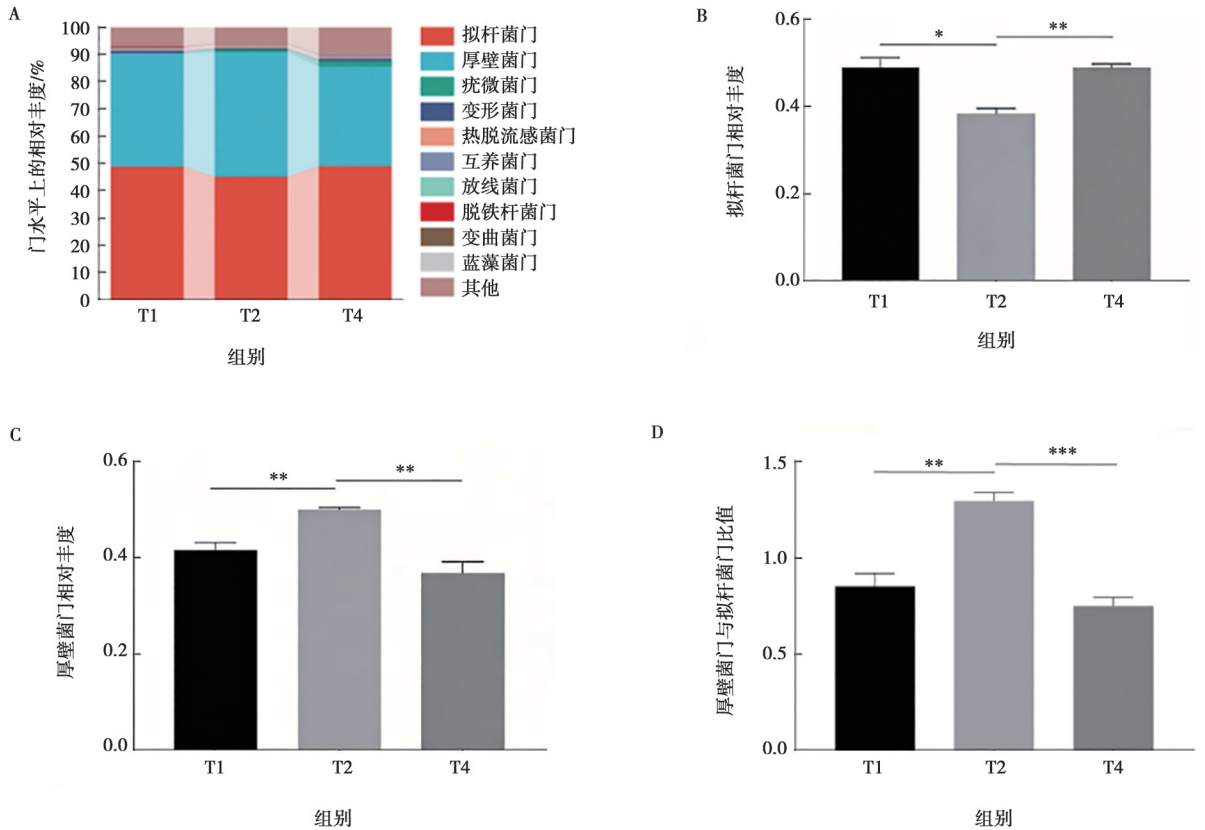 A
门水平上的相对丰度/%
100
90
80
70
60
50
40
30
20
10
0
T1
T2
T4
组别
拟杆菌门
厚壁菌门
疣微菌门
变形菌门
热脱流感菌门
互养菌门
放线菌门
脱铁杆菌门
变曲菌门
蓝藻菌门
其他
B
拟杆菌门相对丰度
0.6
0.4
0.2
0.0
*
**
T1
T2
T4
组别
C
厚壁菌门相对丰度
0.6
0.4
0.2
0.0
**
**
T1
T2
T4
组别
D
厚壁菌门与拟杆菌门比值
1.5
1.0
0.5
0.0
**
***
T1
T2
T4
组别